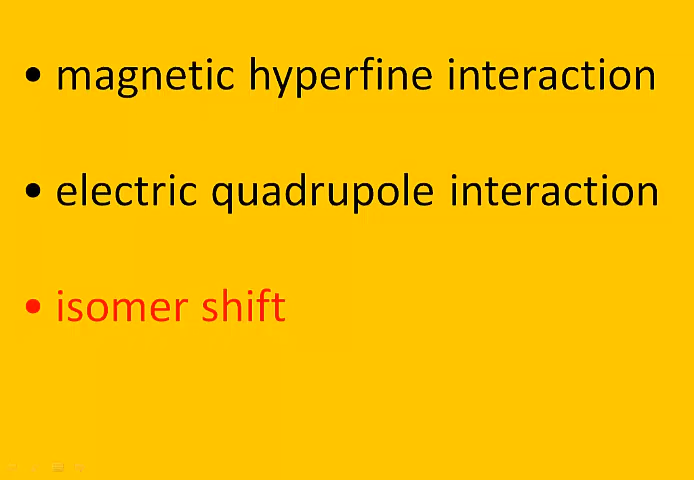 • magnetic hyperfine interaction
• electric quadrupole interaction
• isomer shift